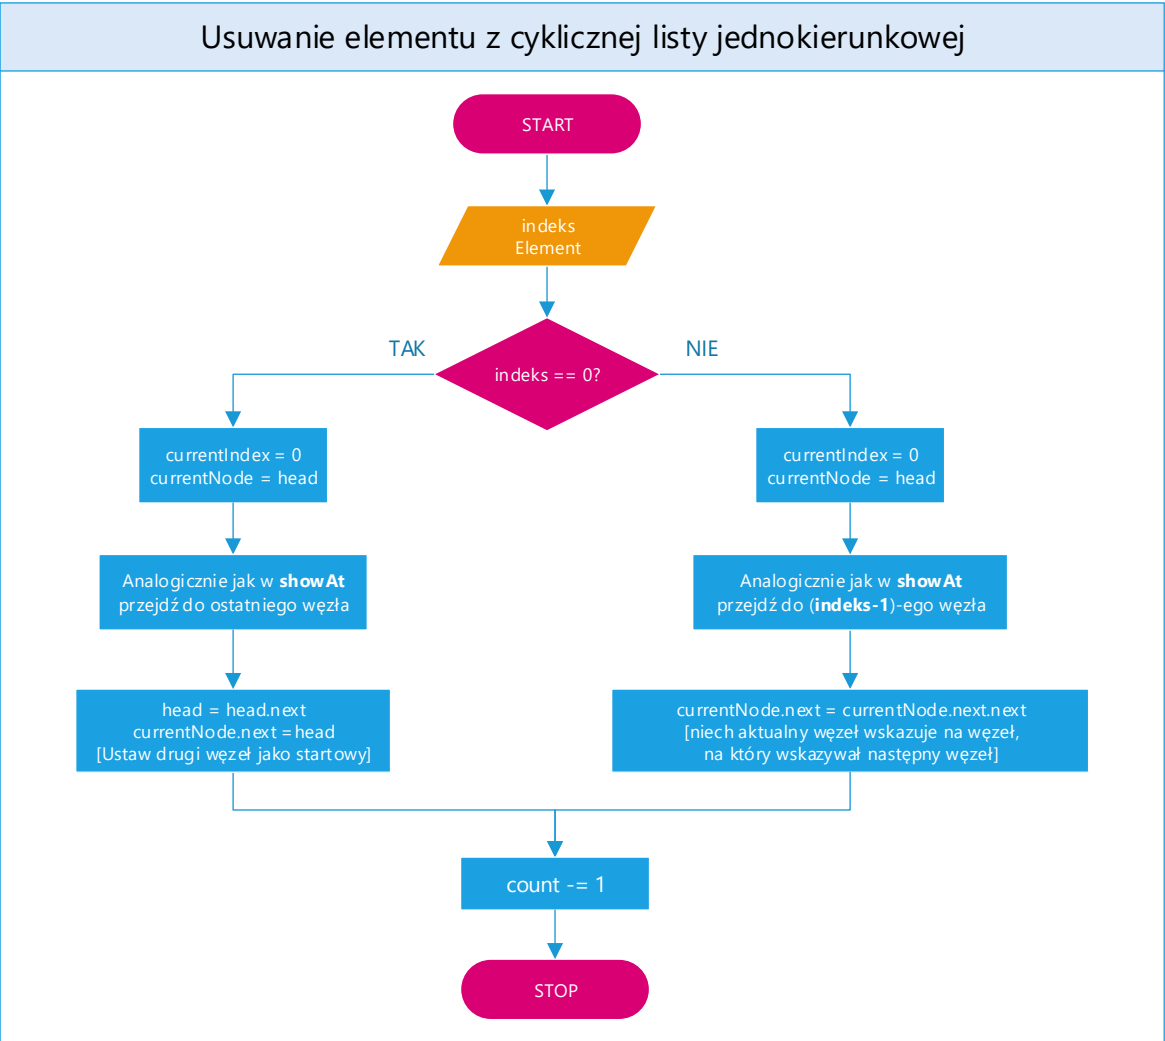 Usuwanie elementu z cyklicznej listy jednokierunkowej
START
indeks
Element
indeks == 0?
TAK
NIE
currentIndex = 0
currentNode = head
currentIndex = 0
currentNode = head
Analogicznie jak w showAt
przejdź do ostatniego węzła
Analogicznie jak w showAt
przejdź do (indeks-1)-ego węzła
head = head.next
currentNode.next = head
[Ustaw drugi węzeł jako startowy]
currentNode.next = currentNode.next.next
[niech aktualny węzeł wskazuje na węzeł,
na który wskazywał następny węzeł]
count -= 1
STOP